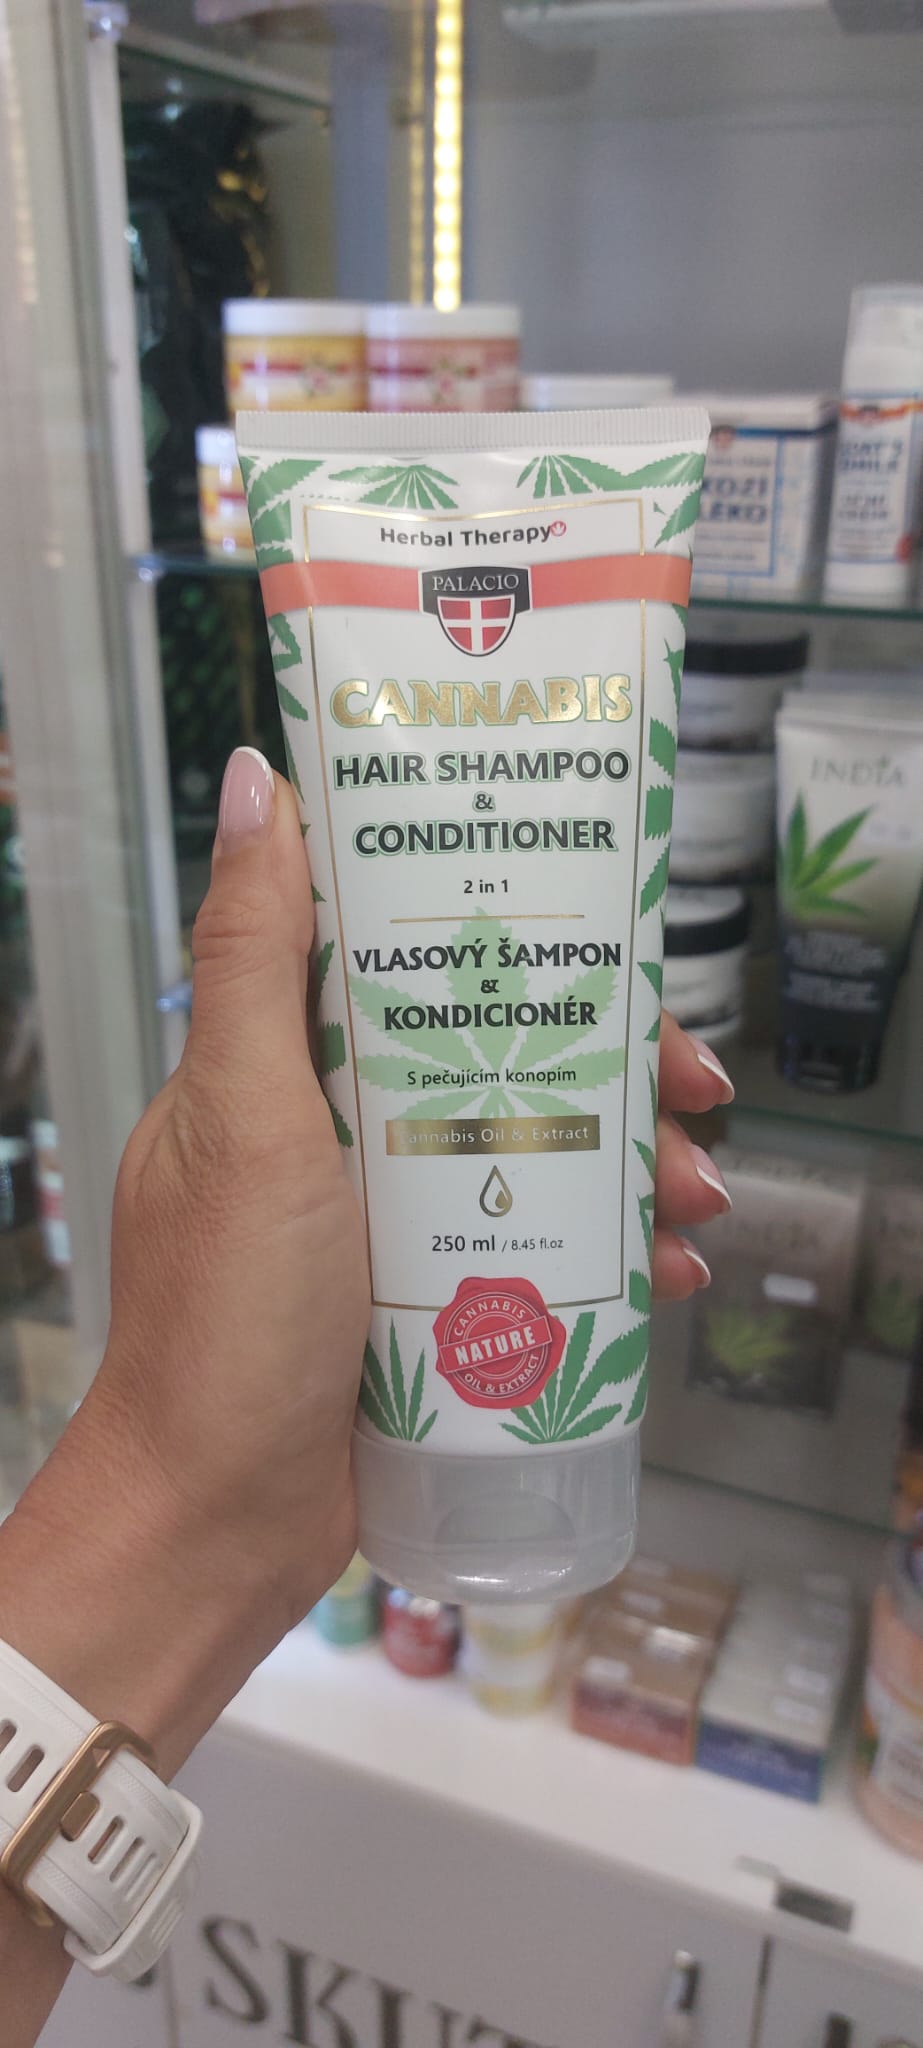 Herbal Therapy
PALACIO
CANNABIS
HAIR SHAMPOO
&
CONDITIONER
2 in 1
VLASOVÝ ŠAMPON
&
KONDICIONÉR
S pečujícím konopím
Cannabis Oil & Extract
250 ml / 8.45 fl.oz
CANNABIS
NATURE
OIL & EXTRACT
KOZÍ
INDIA